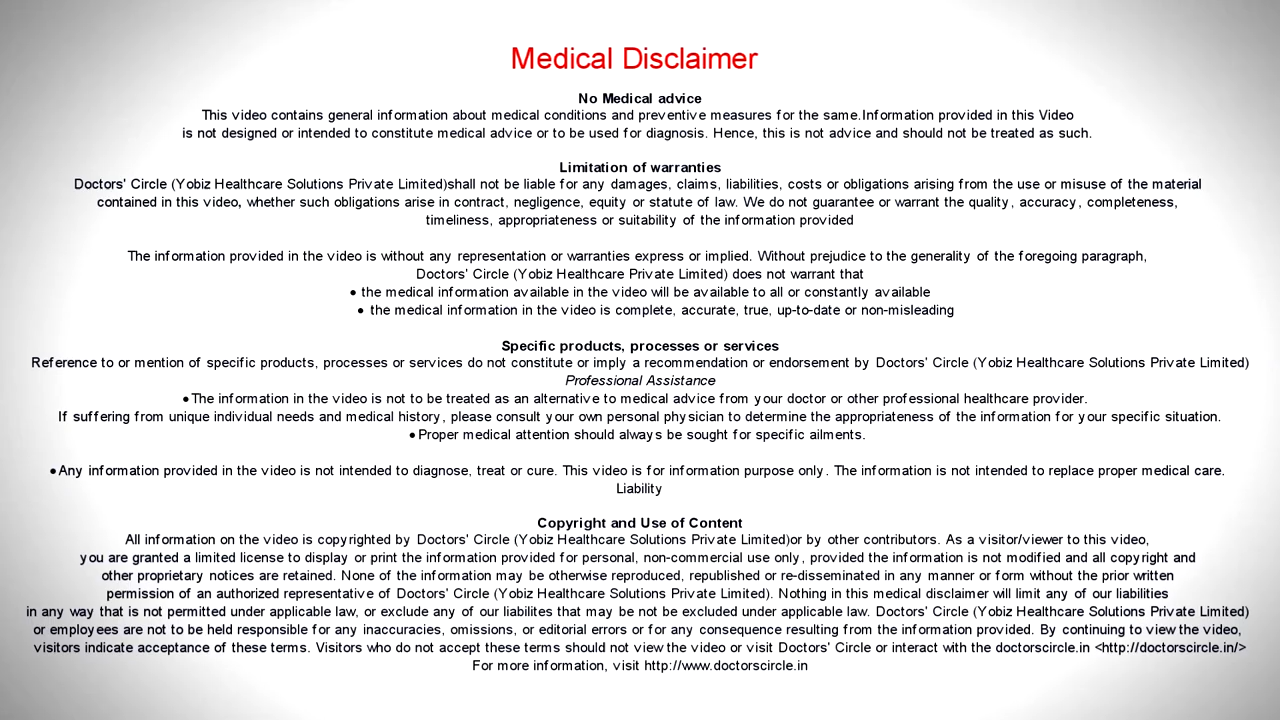 Medical Disclaimer
No Medical advice
This video contains general information about medical conditions and preventive measures for the same.Information provided in this Video
is not designed or intended to constitute medical advice or to be used for diagnosis. Hence, this is not advice and should not be treated as such.
Limitation of warranties
Doctors' Circle (Yobiz Healthcare Solutions Private Limited)shall not be liable for any damages, claims, liabilities, costs or obligations arising from the use or misuse of the material
contained in this video, whether such obligations arise in contract, negligence, equity or statute of law. We do not guarantee or warrant the quality, accuracy, completeness,
timeliness, appropriateness or suitability of the information provided
The information provided in the video is without any representation or warranties express or implied. Without prejudice to the generality of the foregoing paragraph,
Doctors' Circle (Yobiz Healthcare Private Limited) does not warrant that
• the medical information available in the video will be available to all or constantly available
• the medical information in the video is complete, accurate, true, up-to-date or non-misleading
Specific products, processes or services
Reference to or mention of specific products, processes or services do not constitute or imply a recommendation or endorsement by Doctors' Circle (Yobiz Healthcare Solutions Private Limited)
Professional Assistance
•The information in the video is not to be treated as an alternative to medical advice from your doctor or other professional healthcare provider.
If suffering from unique individual needs and medical history, please consult your own personal physician to determine the appropriateness of the information for your specific situation.
•Proper medical attention should always be sought for specific ailments.
•Any information provided in the video is not intended to diagnose, treat or cure. This video is for information purpose only. The information is not intended to replace proper medical care.
Liability
Copyright and Use of Content
All information on the video is copyrighted by Doctors' Circle (Yobiz Healthcare Solutions Private Limited)or by other contributors. As a visitor/viewer to this video,
you are granted a limited license to display or print the information provided for personal, non-commercial use only, provided the information is not modified and all copyright and
other proprietary notices are retained. None of the information may be otherwise reproduced, republished or re-disseminated in any manner or form without the prior written
permission of an authorized representative of Doctors' Circle (Yobiz Healthcare Solutions Private Limited). Nothing in this medical disclaimer will limit any of our liabilities
in any way that is not permitted under applicable law, or exclude any of our liabilites that may be not be excluded under applicable law. Doctors' Circle (Yobiz Healthcare Solutions Private Limited)
or employees are not to be held responsible for any inaccuracies, omissions, or editorial errors or for any consequence resulting from the information provided. By continuing to view the video,
visitors indicate acceptance of these terms. Visitors who do not accept these terms should not view the video or visit Doctors' Circle or interact with the doctorscircle.in <http://doctorscircle.in/>
For more information, visit http://www.doctorscircle.in